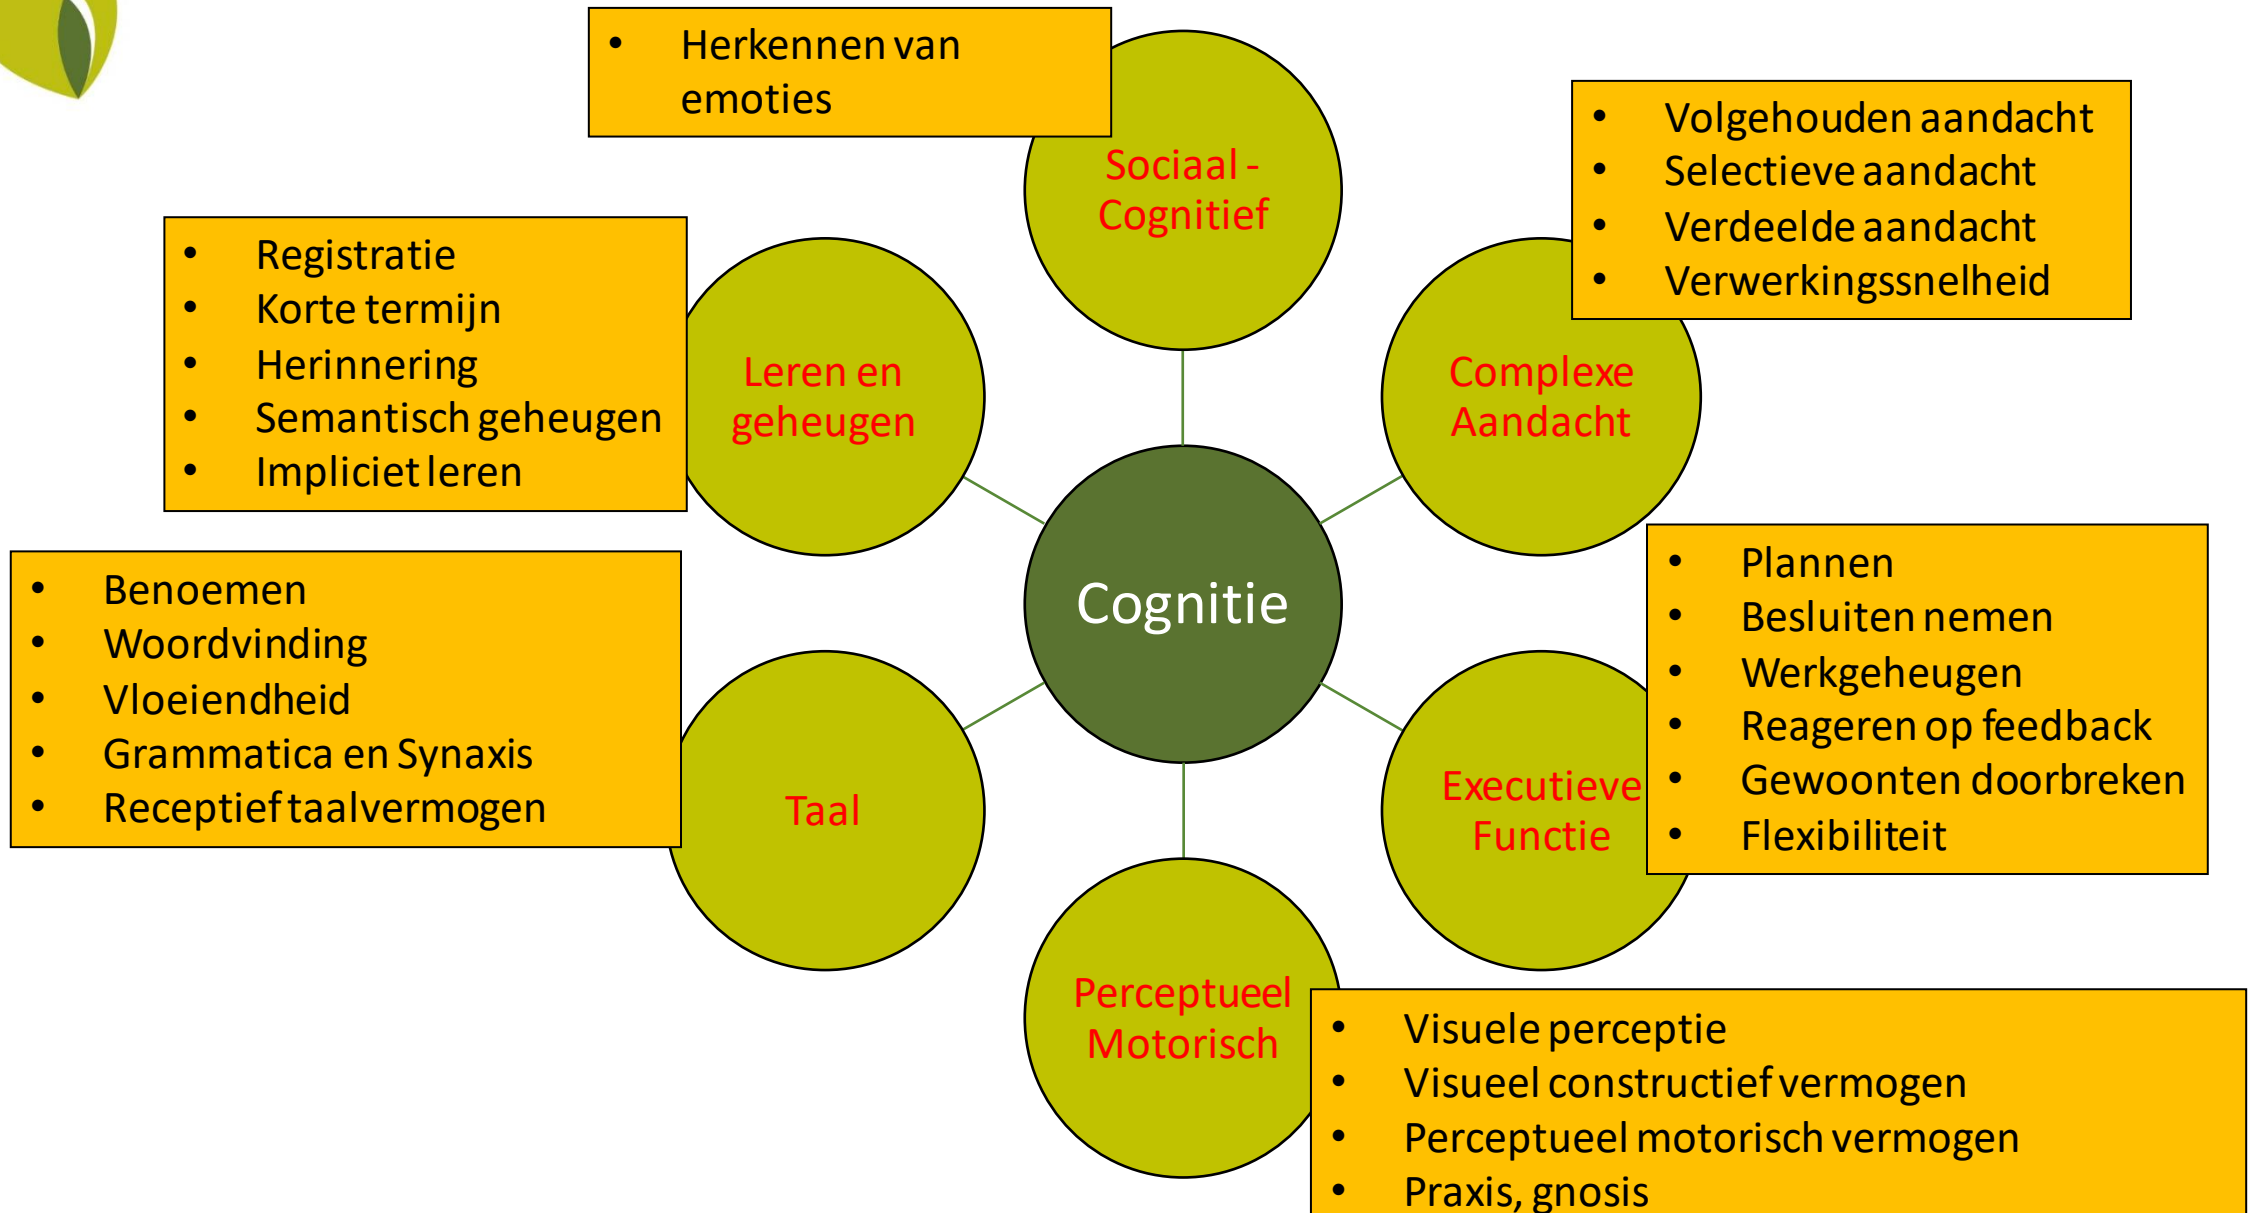 • Herkennen van
emoties
Sociaal -
Cognitief
• Volgehouden aandacht
• Selectieve aandacht
• Verdeelde aandacht
• Verwerkingssnelheid
Complexe
Aandacht
• Registratie
• Korte termijn
• Herinnering
• Semantisch geheugen
• Impliciet leren
Leren en
geheugen
Cognitie
• Plannen
• Besluiten nemen
• Werkgeheugen
• Reageren op feedback
• Gewoonten doorbreken
• Flexibiliteit
Executieve
Functie
• Benoemen
• Woordvinding
• Vloeiendheid
• Grammatica en Synaxis
• Receptief taalvermogen
Taal
Perceptueel
Motorisch
• Visuele perceptie
• Visueel constructief vermogen
• Perceptueel motorisch vermogen
• Praxis, gnosis